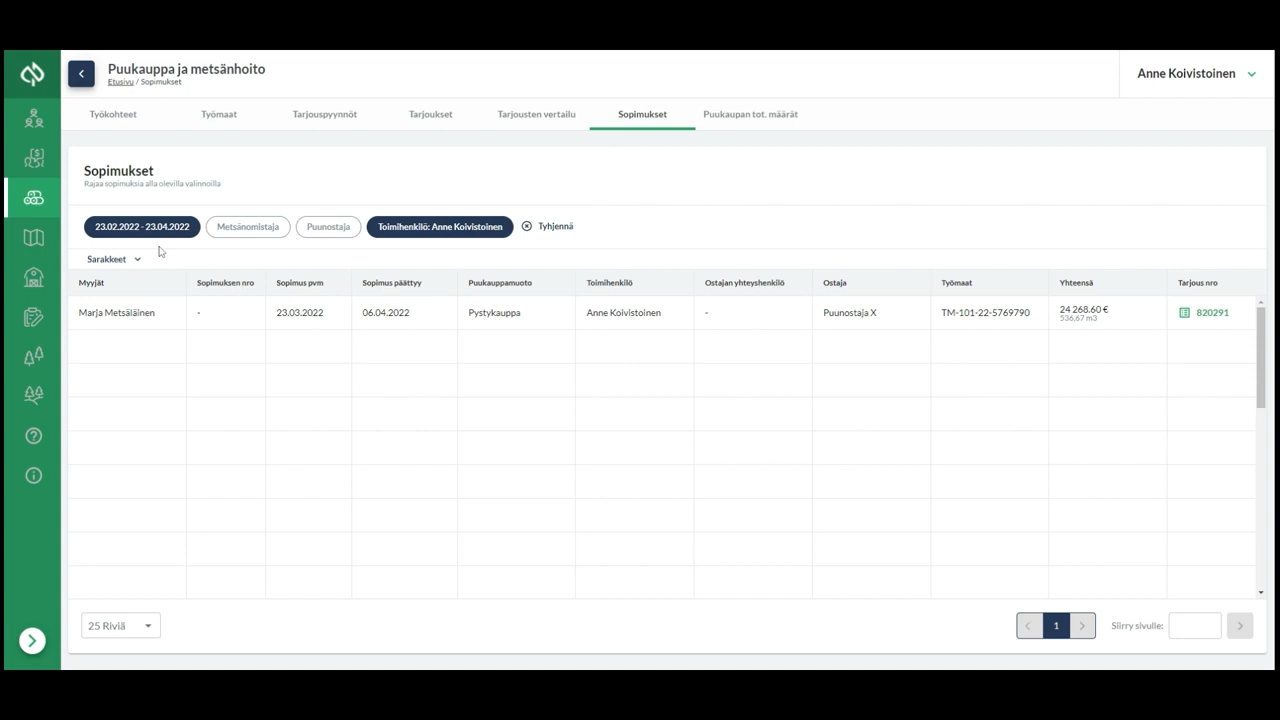 Puukauppa ja metsänhoito
Etusivu / Sopimukset
Anne Koivistoinen
Työkohteet Työmaat Tarjouspyynnöt Tarjoukset Tarjousten vertailu Sopimukset Puukaupan tot. määrät
Sopimukset
Rajaa sopimuksia alla olevilla valinnoilla
23.02.2022 - 23.04.2022 Metsänomistaja Puunostaja Toimihenkilö: Anne Koivistoinen Tyhjennä
Sarakkeet
Myyjät Sopimuksen nro Sopimus pvm Sopimus päättyy Puukauppamuoto Toimihenkilö Ostajan yhteyshenkilö Ostaja Työmaat Yhteensä Tarjous nro
Marja Metsäläinen - 23.03.2022 06.04.2022 Pystykauppa Anne Koivistoinen - Puunostaja X TM-101-22-5769790 24 268.60 € 820291
536,67 m3
25 Riviä 1 Siirry sivulle: